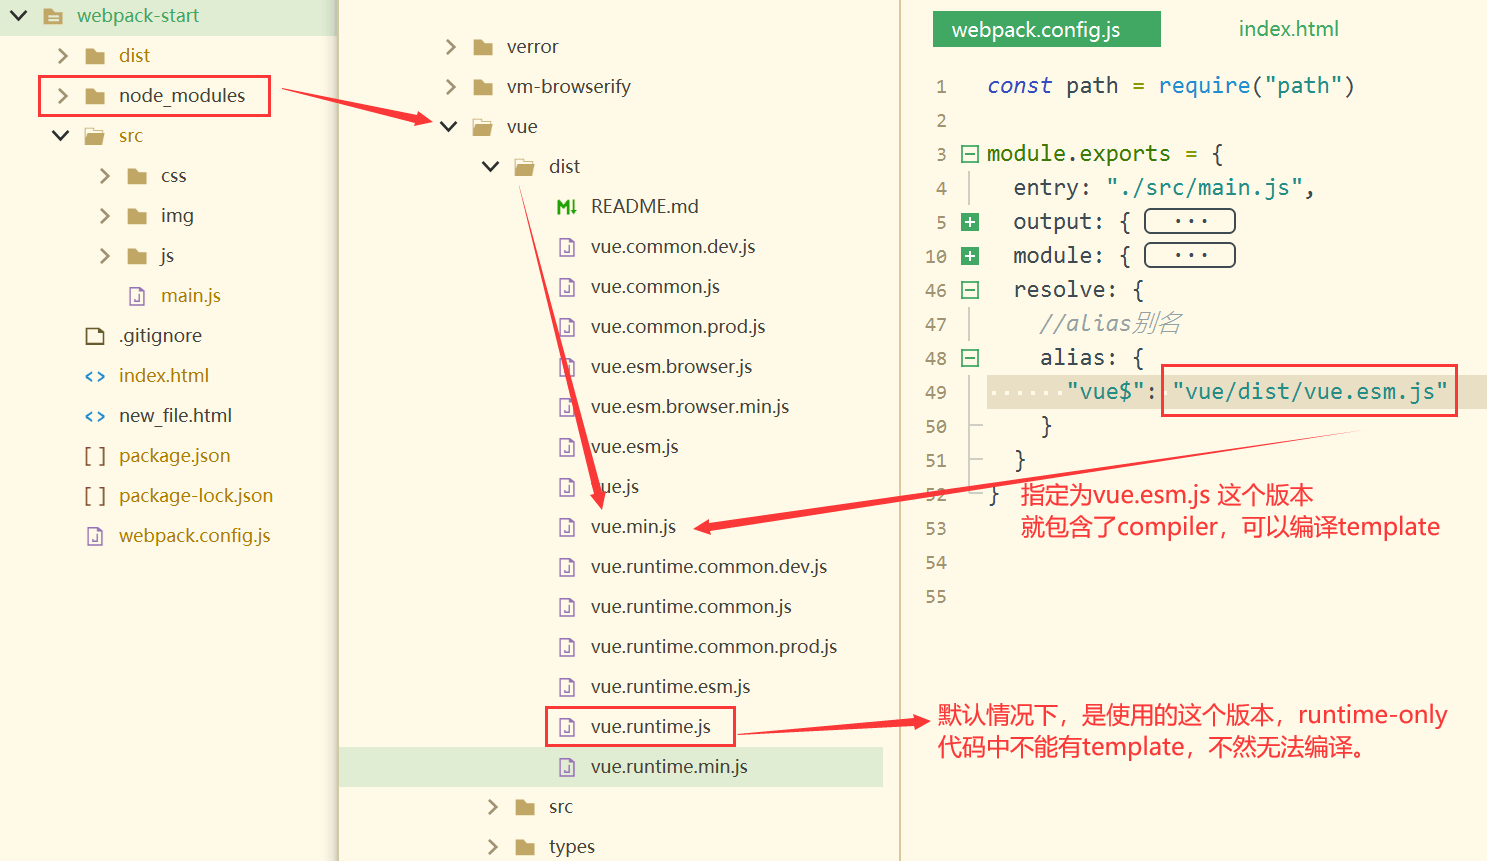 webpack-start
dist
node_modules
src
css
img
js
main.js
.gitignore
index.html
new_file.html
package.json
package-lock.json
webpack.config.js
verror
vm-browserify
vue
dist
README.md
vue.common.dev.js
vue.common.js
vue.common.prod.js
vue.esm.browser.js
vue.esm.browser.min.js
vue.esm.js
vue.js
vue.min.js
vue.runtime.common.dev.js
vue.runtime.common.js
vue.runtime.common.prod.js
vue.runtime.esm.js
vue.runtime.js
vue.runtime.min.js
src
types
webpack.config.js index.html
1 const path = require("path")
2
3 module.exports = {
4 entry: "./src/main.js",
5 output: { ...
10 module: { ...
46 resolve: {
47 //alias别名
48 alias: {
49 "vue$": "vue/dist/vue.esm.js"
50 }
51 }
52 }
53
54
55
指定为vue.esm.js 这个版本
就包含了compiler，可以编译template
默认情况下，是使用的这个版本，runtime-only
代码中不能有template，不然无法编译。